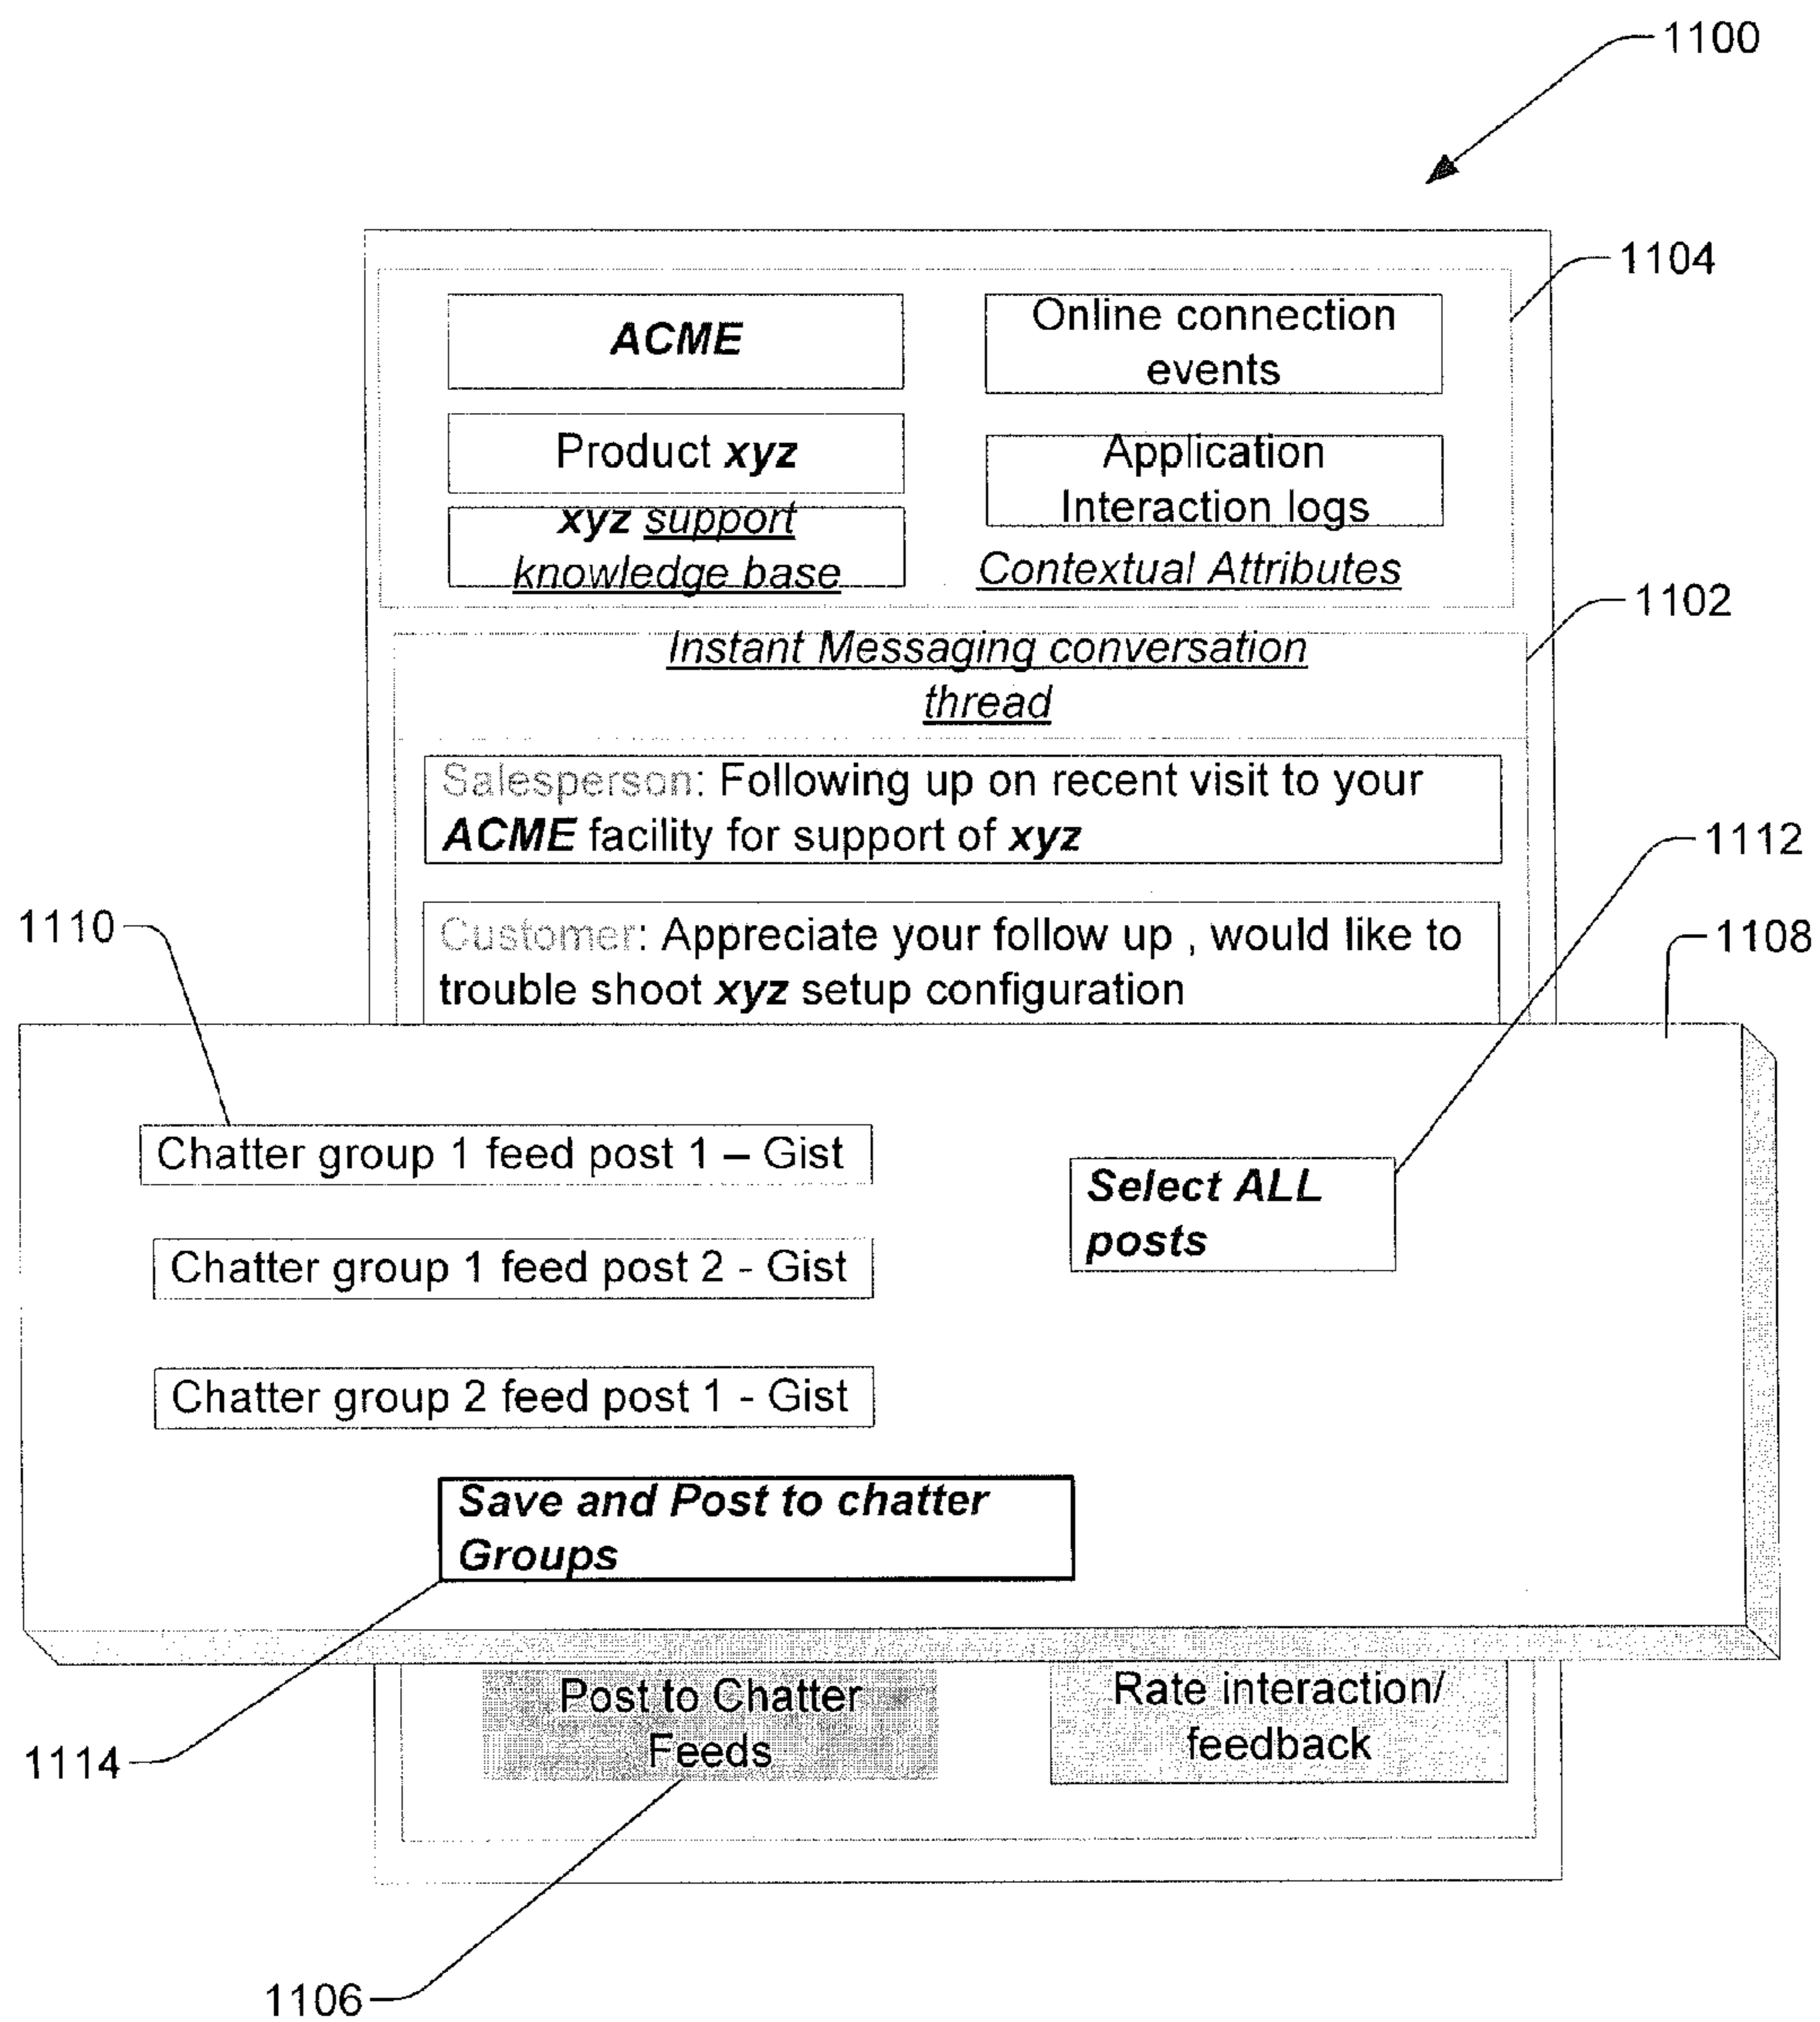 1100
1104
ACME
Online connection
events
Product xyz
Application
Interaction logs
xyz support
knowledge base
Contextual Attributes
1102
Instant Messaging conversation
thread
Salesperson: Following up on recent visit to your
ACME facility for support of xyz
1112
1110
Customer: Appreciate your follow up , would like to
trouble shoot xyz setup configuration
1108
Chatter group 1 feed post 1 – Gist
Select ALL
posts
Chatter group 1 feed post 2 - Gist
Chatter group 2 feed post 1 - Gist
Save and Post to chatter
Groups
Post to Chatter
Feeds
Rate interaction/
feedback
1114
1106